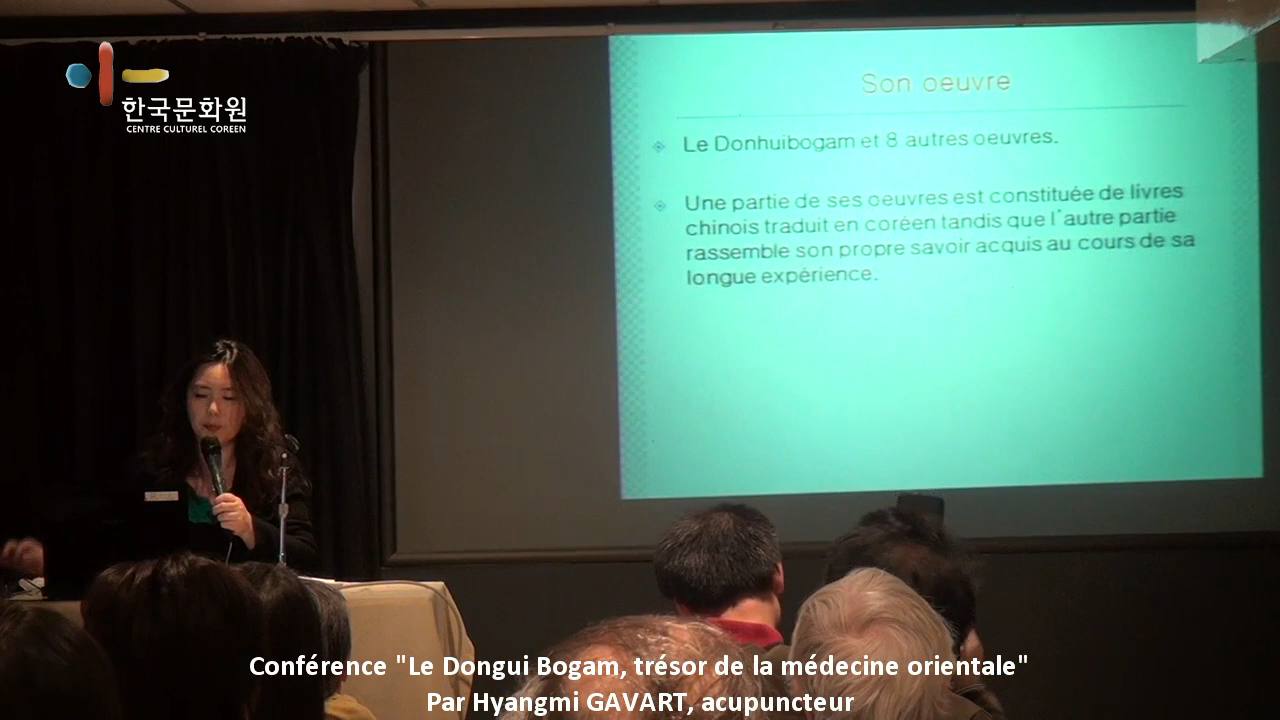 한국문화원
CENTRE CULTUREL COREEN
Son oeuvre
Le Donhuibogam et 8 autres oeuvres.
Une partie de ses oeuvres est constituée de livres
chinois traduit en coréen tandis que l'autre partie
rassemble son propre savoir acquis au cours de sa
longue expérience.
Conférence "Le Dongui Bogam, trésor de la médecine orientale"
Par Hyangmi GAVART, acupuncteur